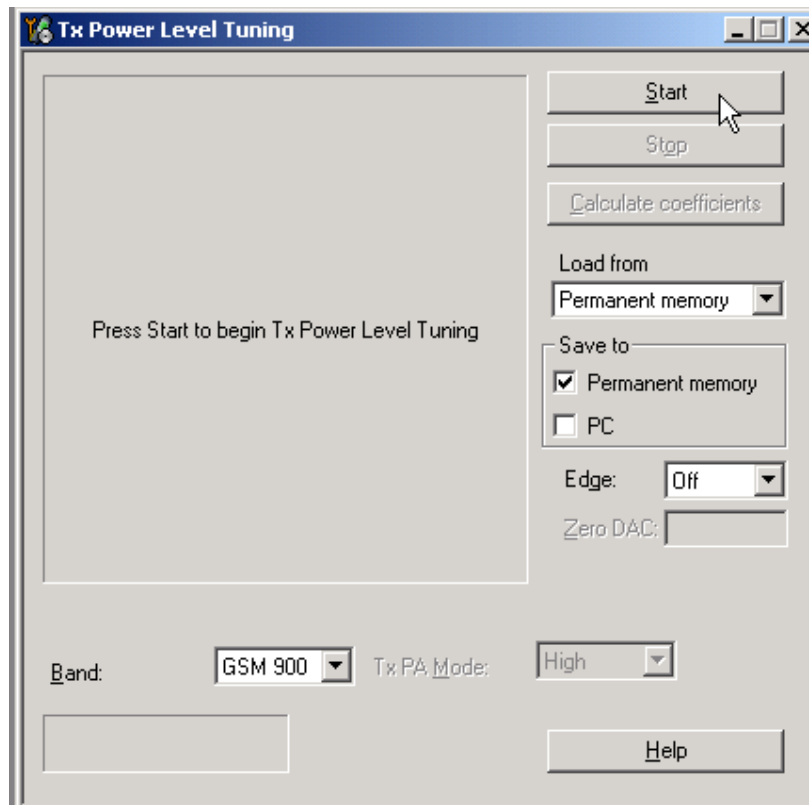 Tx Power Level Tuning
Start
Stop
Calculate coefficients
Load from
Permanent memory
Press Start to begin Tx Power Level Tuning
Save to
Permanent memory
PC
Edge:
Off
Zero DAC:
Band:
GSM 900
Tx PA Mode:
High
Help